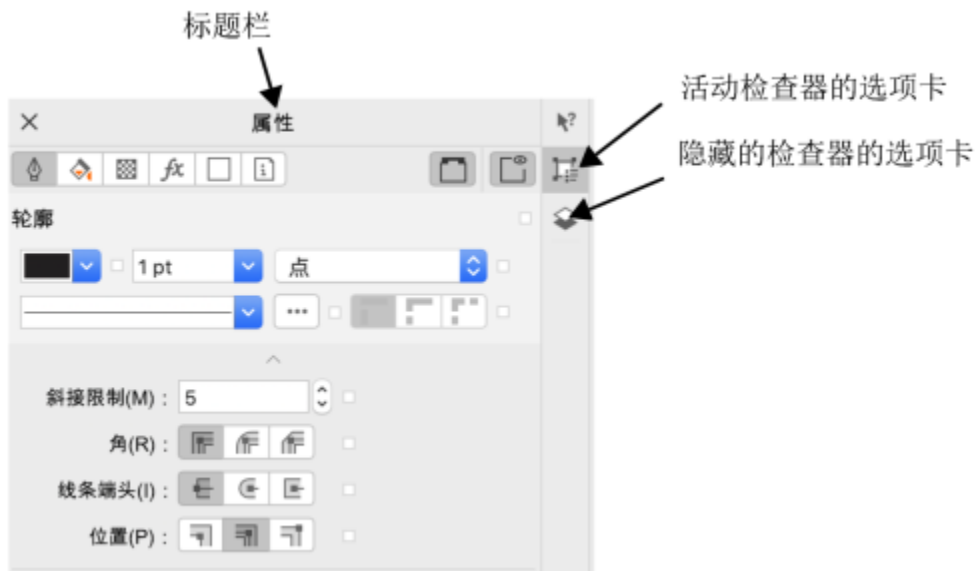 标题栏
活动检查器的选项卡
属性
隐藏的检查器的选项卡
fx
轮廓
1 pt
点
斜接限制(M)： 5
角(R)：
线条端头(I)：
位置(P)：